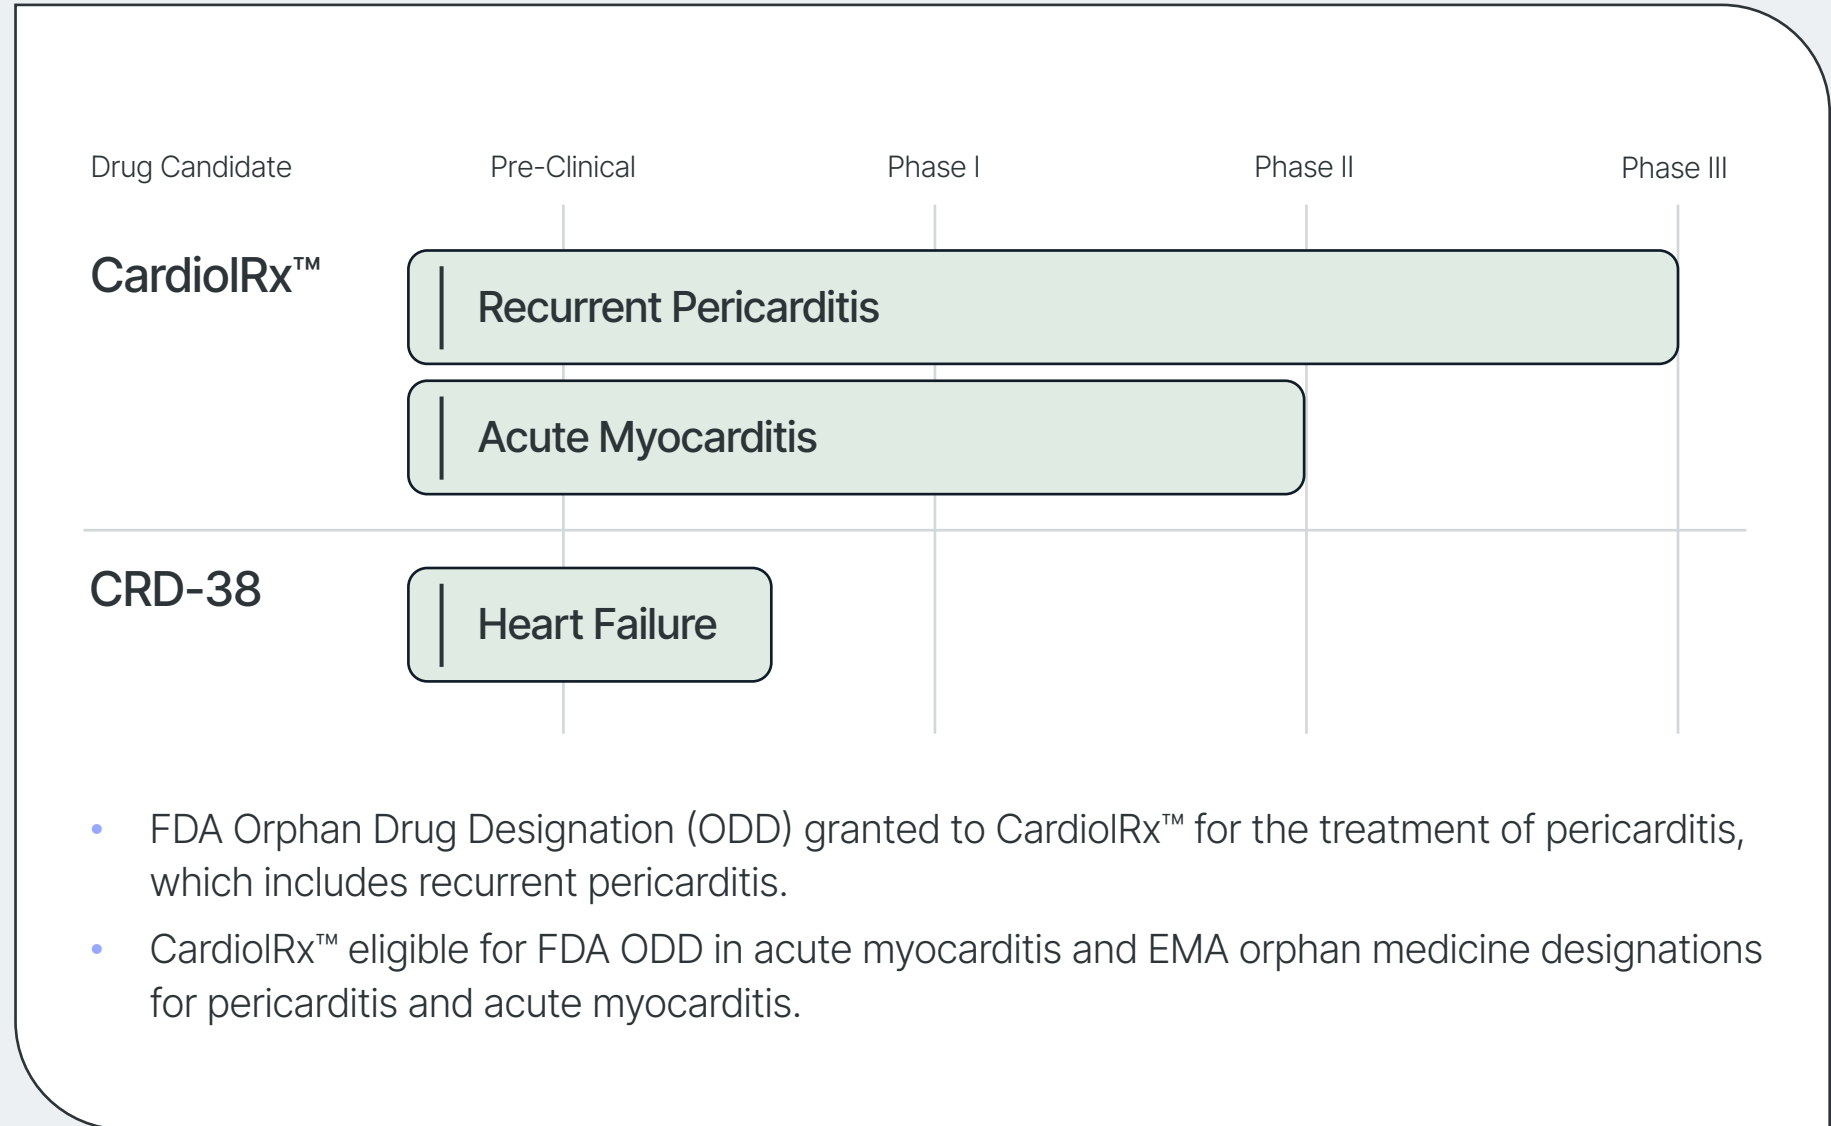 Drug Candidate Pre-Clinical Phase I Phase II Phase III
CardiolRx™
Recurrent Pericarditis
Acute Myocarditis
CRD-38
Heart Failure
• FDA Orphan Drug Designation (ODD) granted to CardiolRx™ for the treatment of pericarditis,
which includes recurrent pericarditis.
• CardiolRx™ eligible for FDA ODD in acute myocarditis and EMA orphan medicine designations
for pericarditis and acute myocarditis.